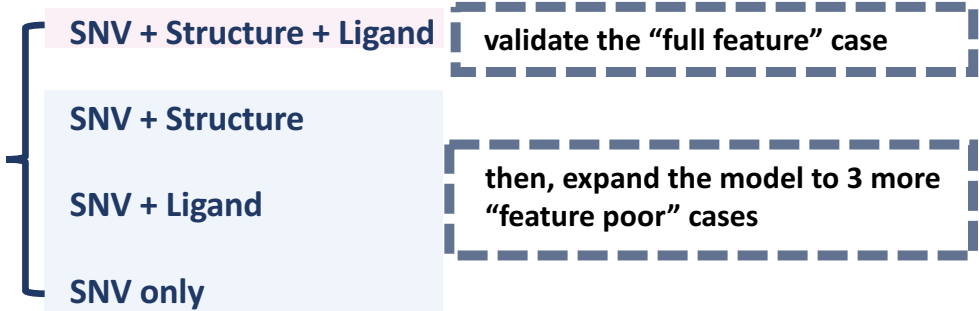 SNV + Structure + Ligand
validate the “full feature” case
SNV + Structure
SNV + Ligand
then, expand the model to 3 more
“feature poor” cases
SNV only